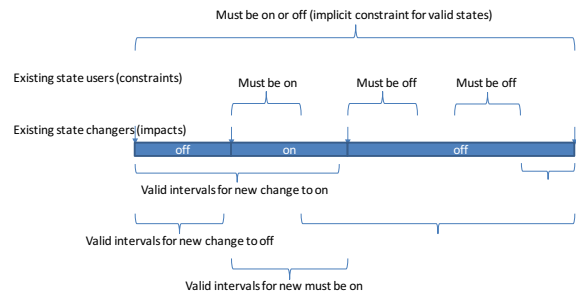 Must be on or off (implicit constraint for valid states)
Existing state users (constraints)
Must be on
Must be off
Must be off
Existing state changers (impacts)
off
on
off
Valid intervals for new change to on
Valid intervals for new change to off
Valid intervals for new must be on